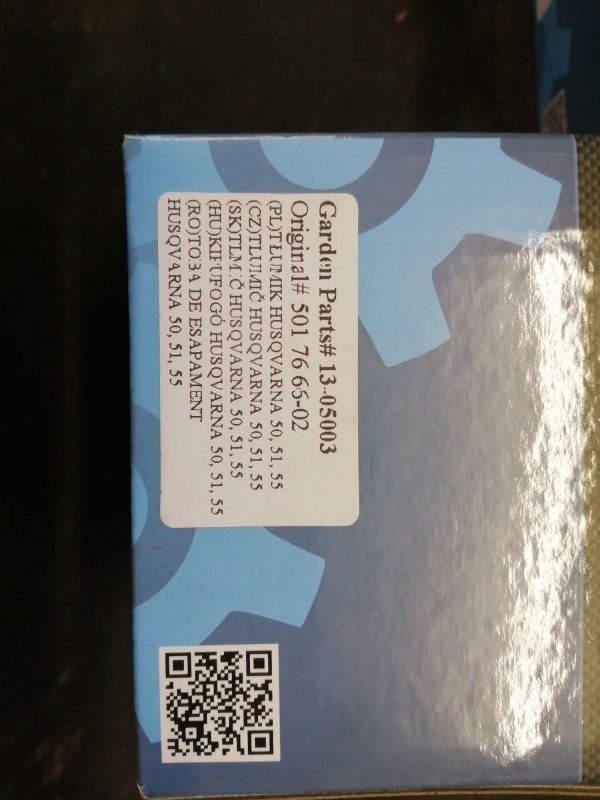 Garden Parts# 13-05003
Original# 501 76 66-02
(PL)TŁUMIK HUSQVARNA 50, 51, 55
(CZ)TLUMIČ HUSQVARNA 50, 51, 55
(SK)TLMIČ HUSQVARNA 50, 51, 55
(HU)KIPUFOGÓ HUSQVARNA 50, 51, 55
(RO)TOBA DE ESAPAMENT
HUSQVARNA 50, 51, 55